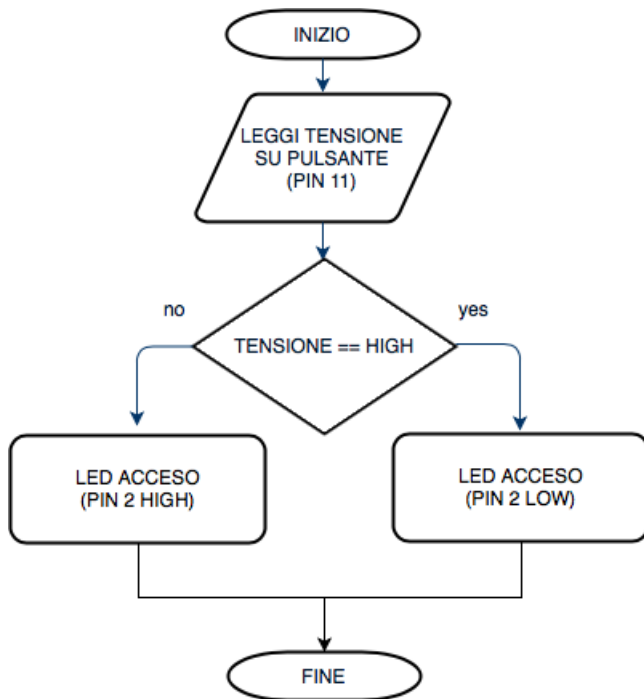 INIZIO
LEGGI TENSIONE
SU PULSANTE
(PIN 11)
no
yes
TENSIONE == HIGH
LED ACCESO
(PIN 2 HIGH)
LED ACCESO
(PIN 2 LOW)
FINE